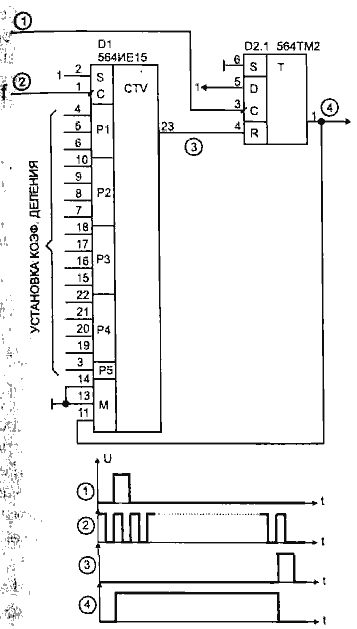 1
D1
564ИЕ15
D2.1 564ТМ2
2
1 2 S CTV
1 C
6 S T
1 5 D
3 C
4 R
1
4
23
3
УСТАНОВКА КОЭФ. ДЕЛЕНИЯ
4 P1
5
6
10 P2
9
8
7
18 P3
17
16
15
22 P4
21
20
19
3 P5
14 M
13
11
U
1 t
2 t
3 t
4 t